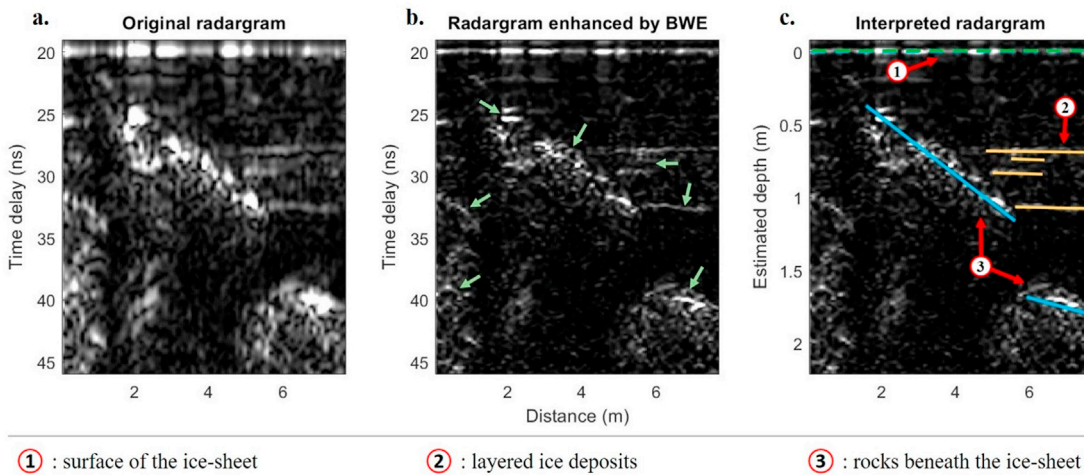 a. Original radargram
b. Radargram enhanced by BWE
c. Interpreted radargram
Time delay (ns)
20
25
30
35
40
45
2 4 6
Time delay (ns)
20
25
30
35
40
45
2 4 6
Distance (m)
Estimated depth (m)
0
0.5
1
1.5
2
2 4 6
1
2
3
1 : surface of the ice-sheet
2 : layered ice deposits
3 : rocks beneath the ice-sheet